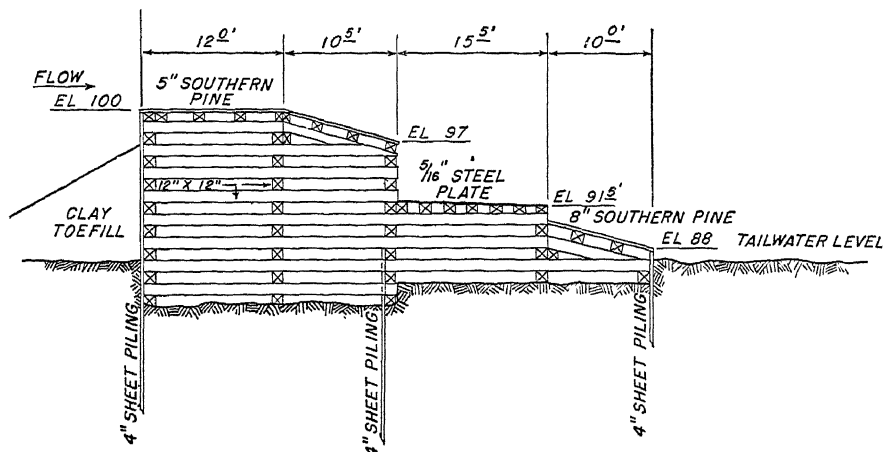 12 0'
10 5'
15 5'
10 0'
FLOW
5" SOUTHERN
PINE
EL 100
EL 97
5/16" STEEL
PLATE
12" X 12"
EL 91 5'
8" SOUTHERN PINE
CLAY
TOEFILL
EL 88
TAILWATER LEVEL
4" SHEET PILING
4" SHEET PILING
4" SHEET PILING